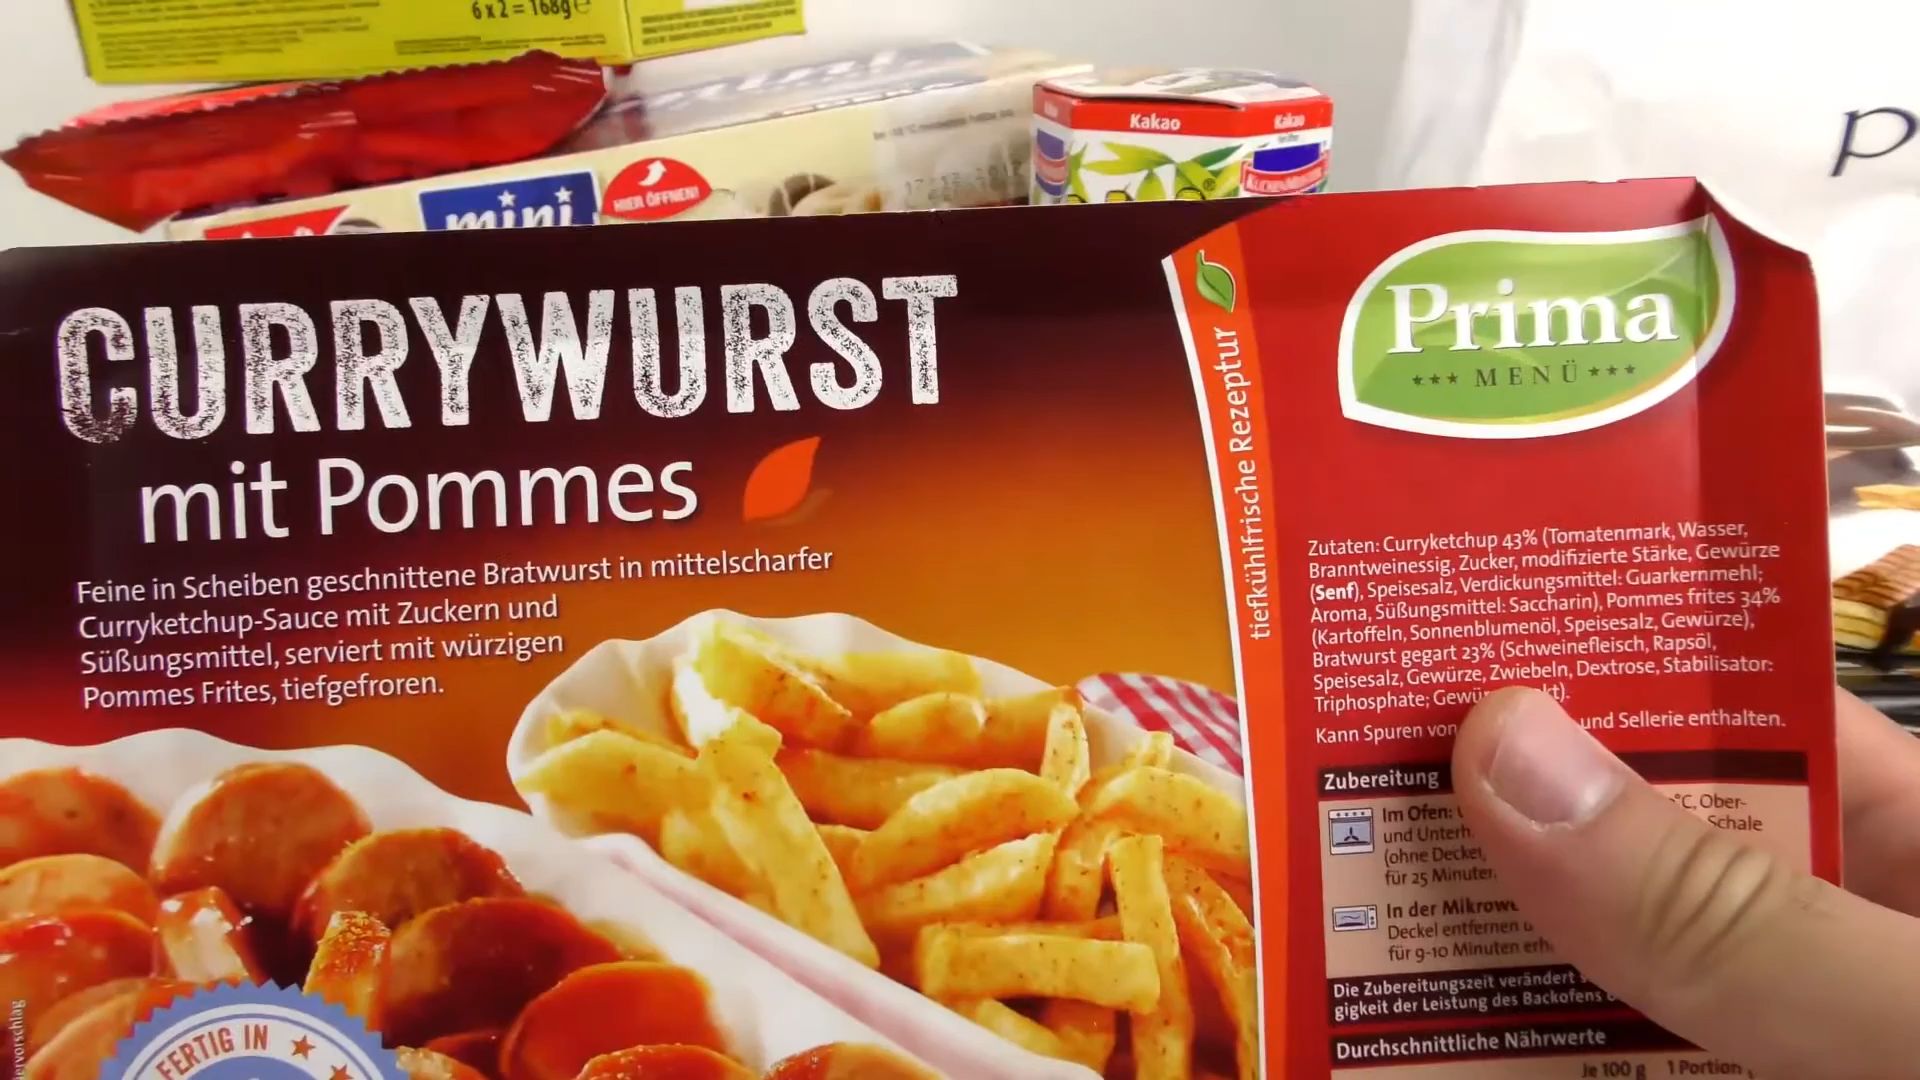 6 x 2 = 168g e
Kakao
Kakao
mini
HIER ÖFFNEN!
P
CURRYWURST
mit Pommes
Feine in Scheiben geschnittene Bratwurst in mittelscharfer
Curryketchup-Sauce mit Zuckern und
Süßungsmittel, serviert mit würzigen
Pommes Frites, tiefgefroren.
FERTIG IN
tiefkühlfrische Rezeptur
Prima
*** MENÜ ***
Zutaten: Curryketchup 43% (Tomatenmark, Wasser,
Branntweinessig, Zucker, modifizierte Stärke, Gewürze
(Senf), Speisesalz, Verdickungsmittel: Guarkernmehl;
Aroma, Süßungsmittel: Saccharin), Pommes frites 34%
(Kartoffeln, Sonnenblumenöl, Speisesalz, Gewürze),
Bratwurst gegart 23% (Schweinefleisch, Rapsöl,
Speisesalz, Gewürze, Zwiebeln, Dextrose, Stabilisator:
Triphosphate;
Kann Spuren von und Sellerie enthalten.
Zubereitung
Im Ofen: °C, Ober-
und Schale
(ohne Deckel,
für 25
In der
Deckel entfernen
für 9-10 Minuten
Die Zubereitungszeit verändert
gigkeit der Leistung des Backofens
Durchschnittliche Nährwerte
Je 100 g 1 Portion